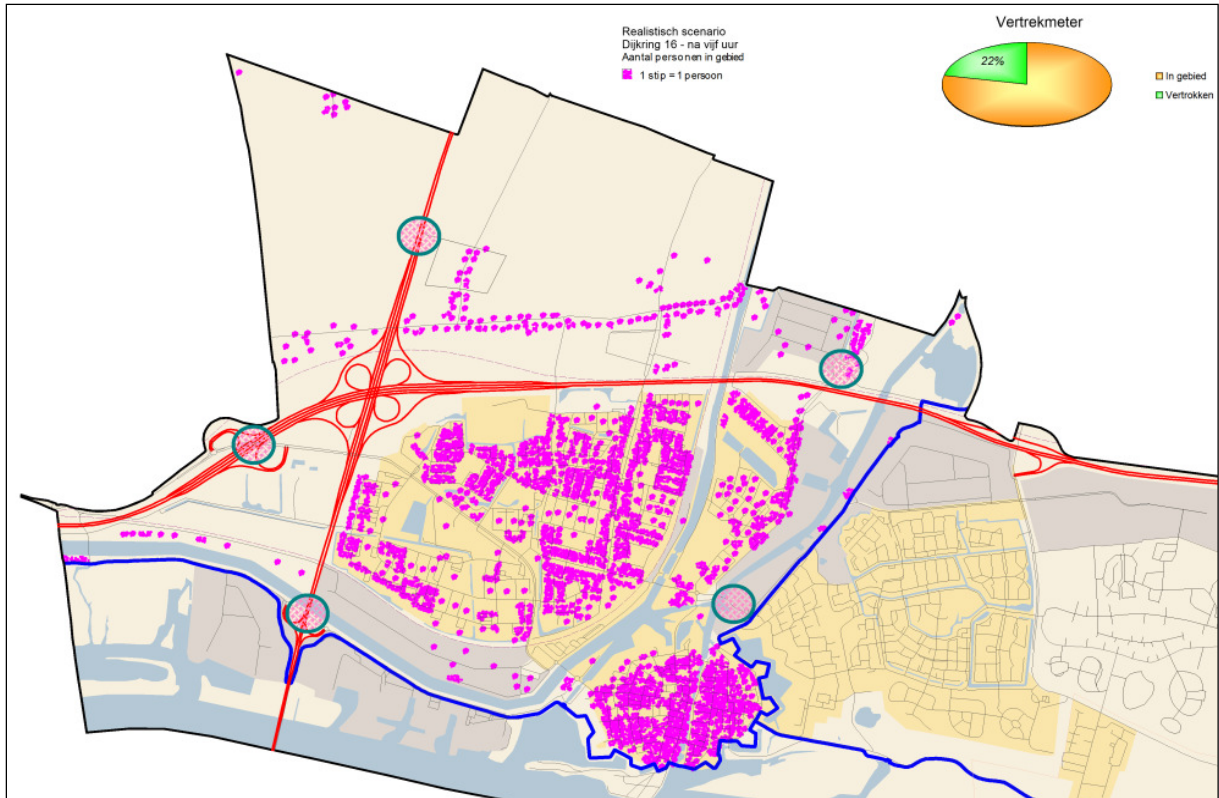 Realistisch scenario
Dijkring 16 - na vijf uur
Aantal personen in gebied
1 stip = 1 persoon
Vertrekmeter
22%
In gebied
Vertrokken